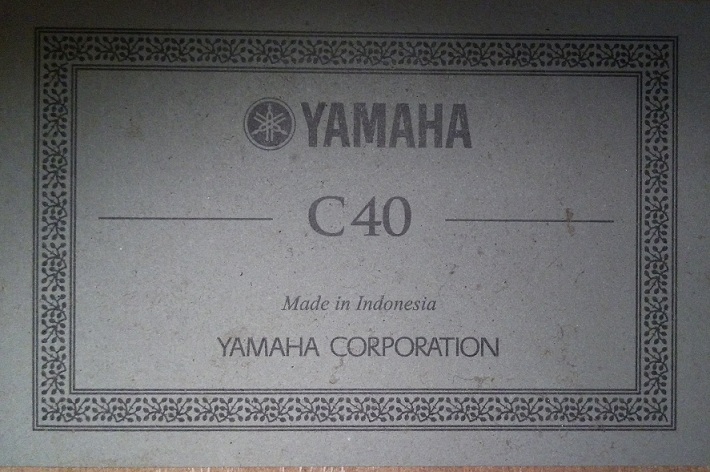 YAMAHA
C40
Made in Indonesia
YAMAHA CORPORATION